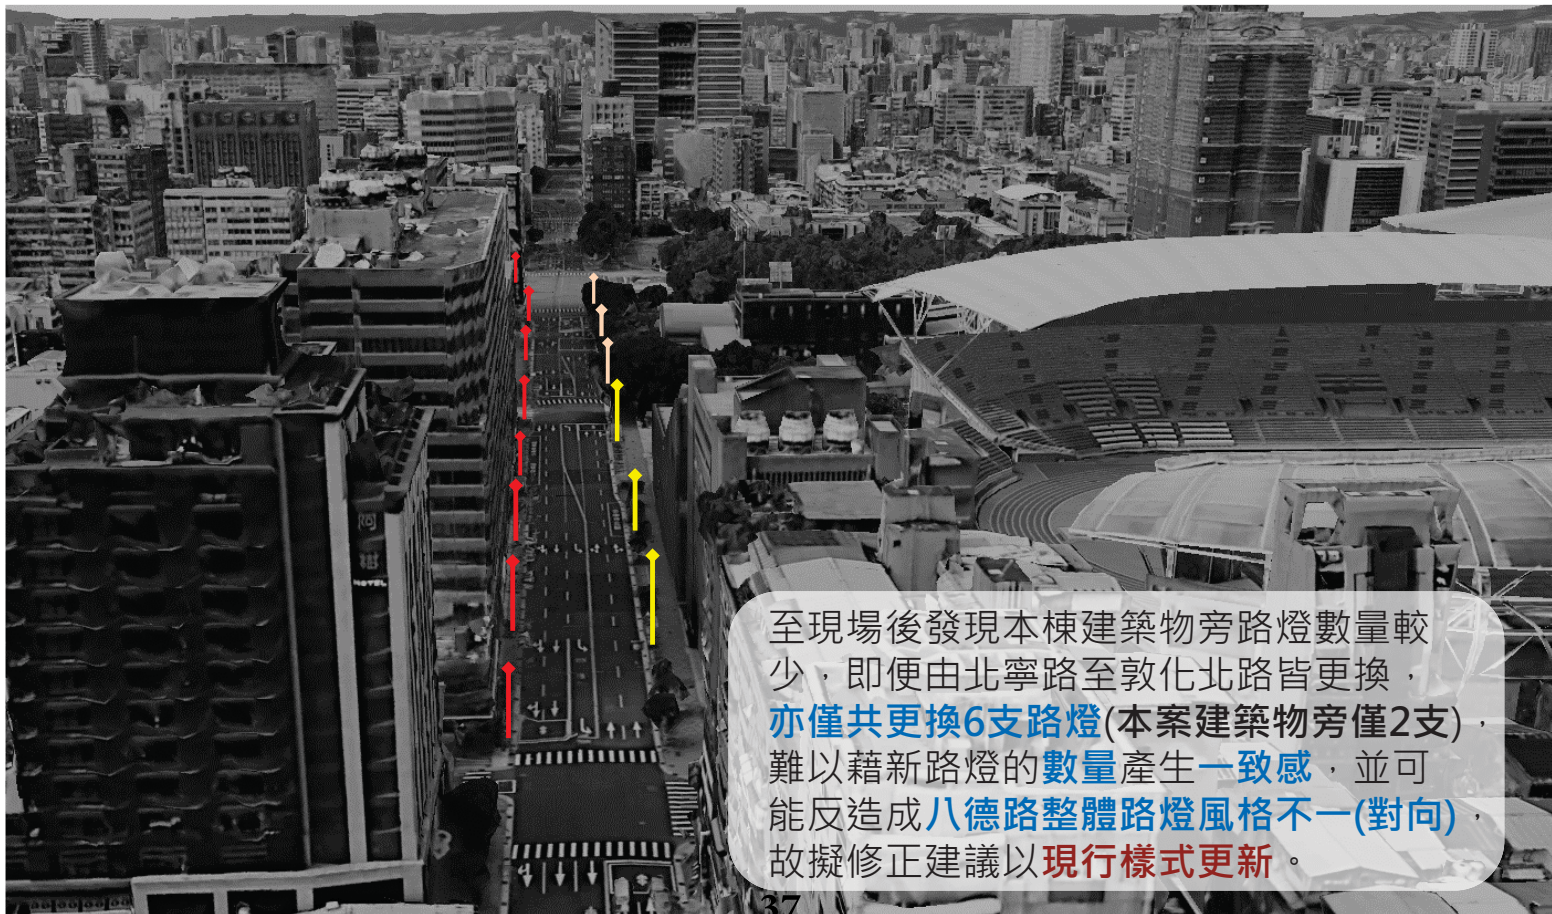 阿
HOTEL
至現場後發現本棟建築物旁路燈數量較
少，即便由北寧路至敦化北路皆更換，
亦僅共更換6支路燈(本案建築物旁僅2支)，
難以藉新路燈的數量產生一致感，並可
能反造成八德路整體路燈風格不一(對向)，
故擬修正建議以現行樣式更新。
37